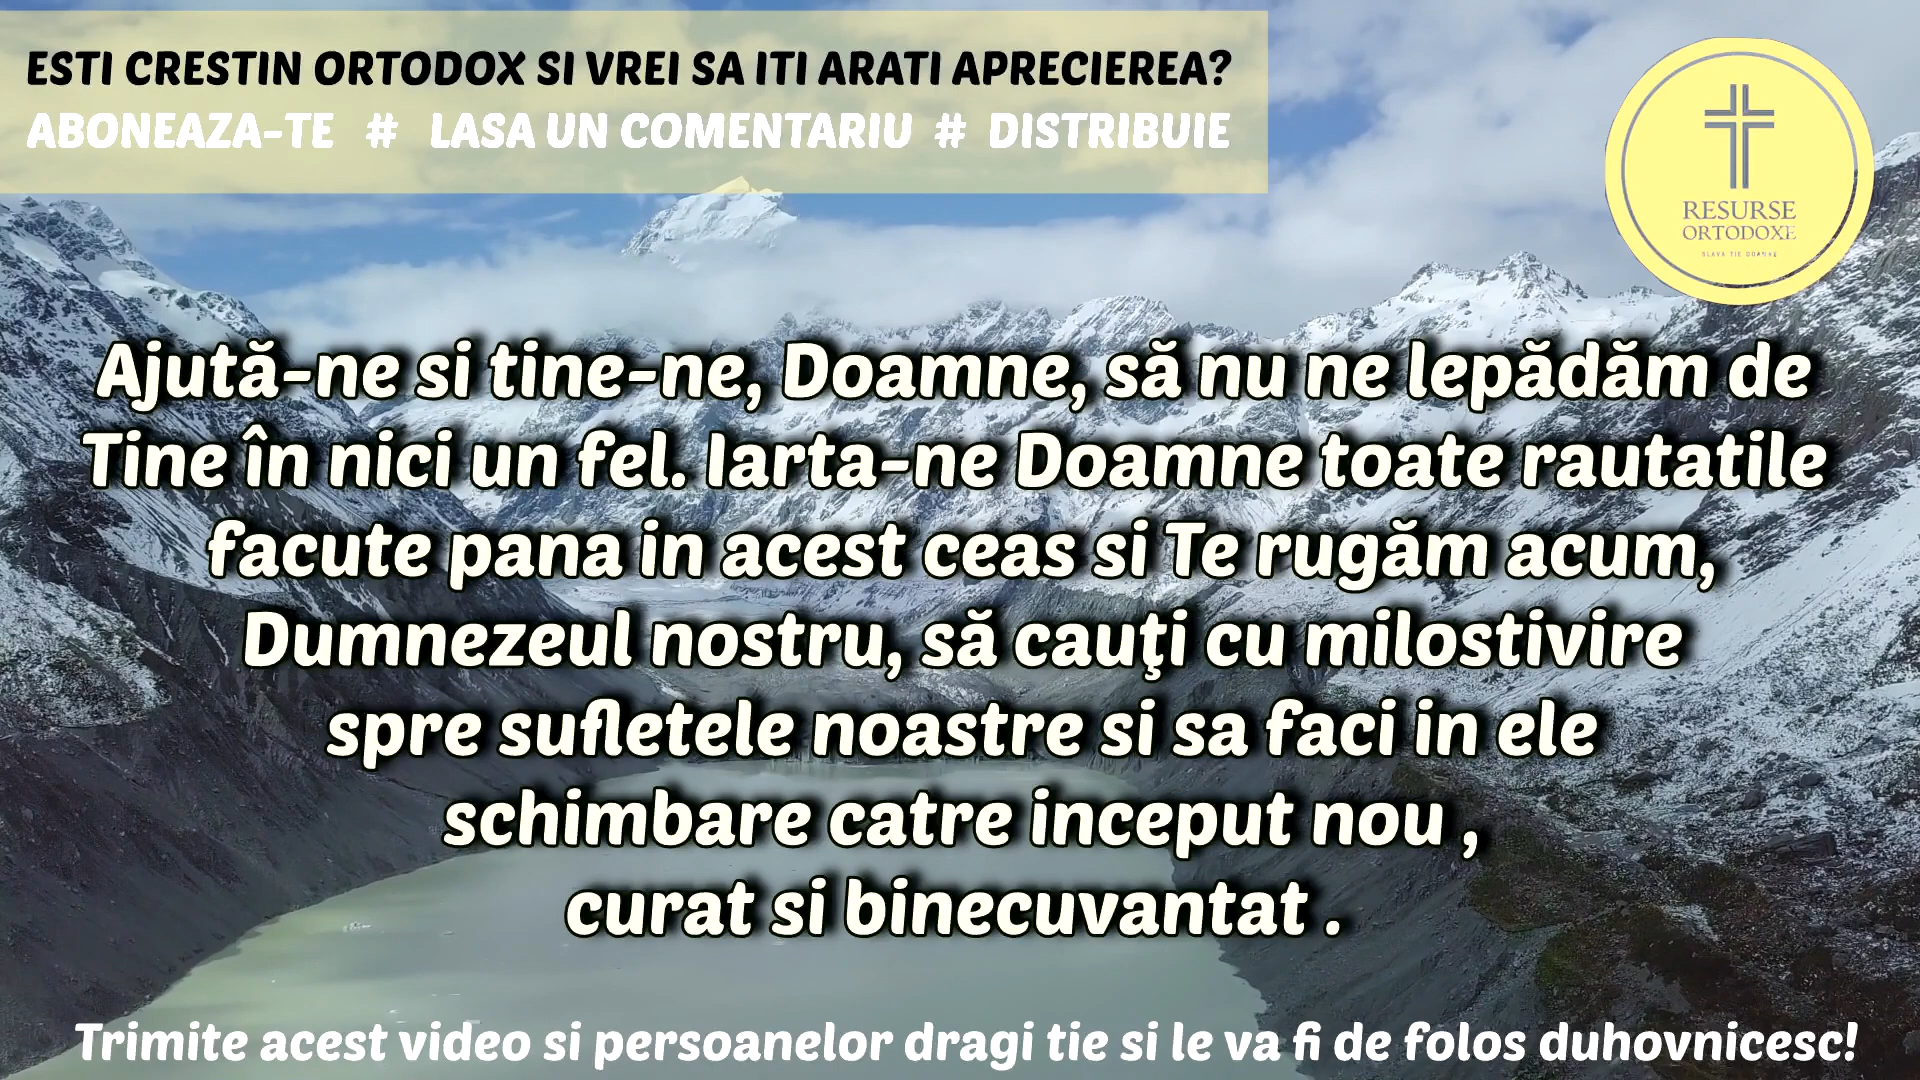 ESTI CRESTIN ORTODOX SI VREI SA ITI ARATI APRECIEREA?
ABONEAZA-TE # LASA UN COMENTARIU # DISTRIBUIE
RESURSE
ORTODOXE
SLAVA TIE DOAMNE
Ajută-ne si tine-ne, Doamne, să nu ne lepădăm de
Tine în nici un fel. Iarta-ne Doamne toate rautatile
facute pana in acest ceas si Te rugăm acum,
Dumnezeul nostru, să cauţi cu milostivire
spre sufletele noastre si sa faci in ele
schimbare catre inceput nou ,
curat si binecuvantat .
Trimite acest video si persoanelor dragi tie si le va fi de folos duhovnicesc!